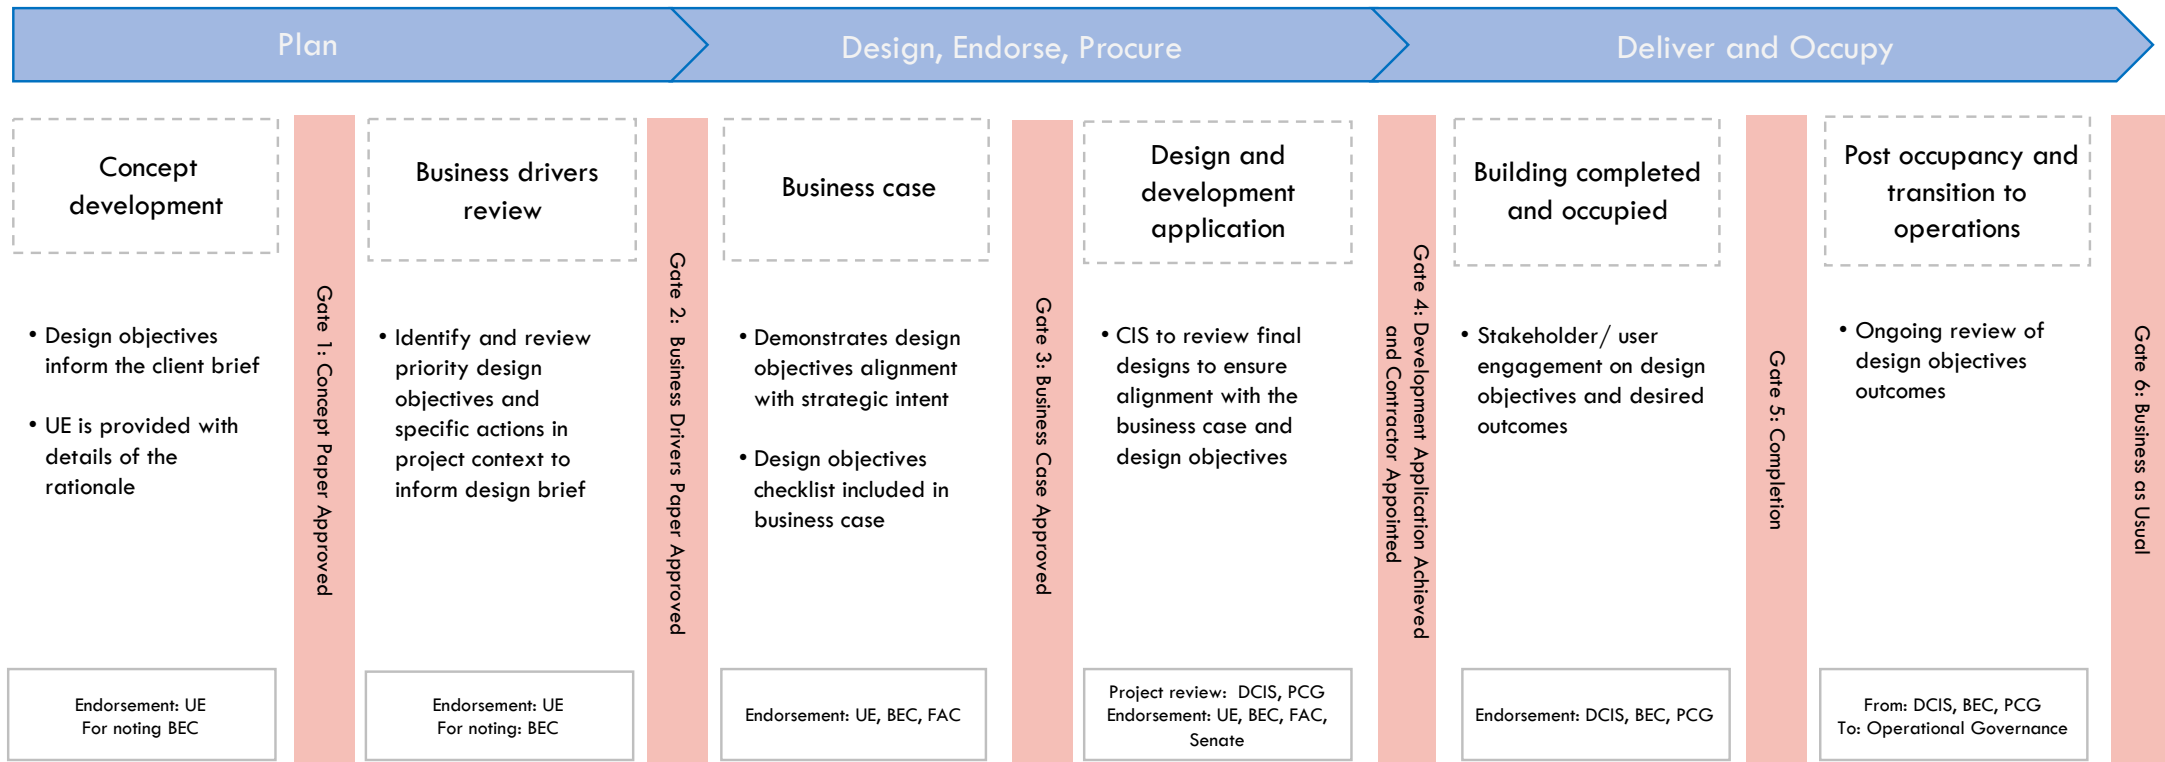 Plan
Design, Endorse, Procure
Deliver and Occupy
Concept
development
• Design objectives
inform the client brief
• UE is provided with
details of the
rationale
Endorsement: UE
For noting BEC
Gate 1: Concept Paper Approved
Business drivers
review
• Identify and review
priority design
objectives and
specific actions in
project context to
inform design brief
Endorsement: UE
For noting: BEC
Gate 2: Business Drivers Paper Approved
Business case
• Demonstrates design
objectives alignment
with strategic intent
• Design objectives
checklist included in
business case
Endorsement: UE, BEC, FAC
Gate 3: Business Case Approved
Design and
development
application
• CIS to review final
designs to ensure
alignment with the
business case and
design objectives
Project review: DCIS, PCG
Endorsement: UE, BEC, FAC,
Senate
Gate 4: Development Application Achieved
and Contractor Appointed
Building completed
and occupied
• Stakeholder/ user
engagement on design
objectives and desired
outcomes
Endorsement: DCIS, BEC, PCG
Gate 5: Completion
Post occupancy and
transition to
operations
• Ongoing review of
design objectives
outcomes
From: DCIS, BEC, PCG
To: Operational Governance
Gate 6: Business as Usual